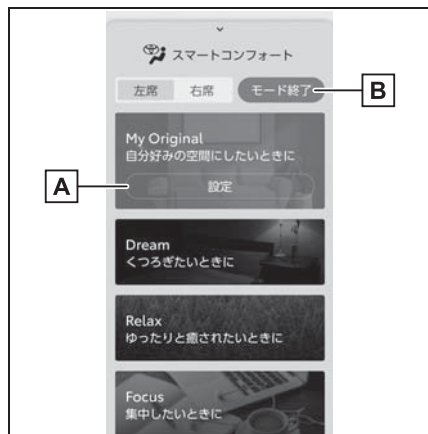 スマートコンフォート
左席 右席 モード終了
B
My Original
自分好みの空間にしたいときに
A
設定
Dream
くつろぎたいときに
Relax
ゆったりと癒されたいときに
Focus
集中したいときに